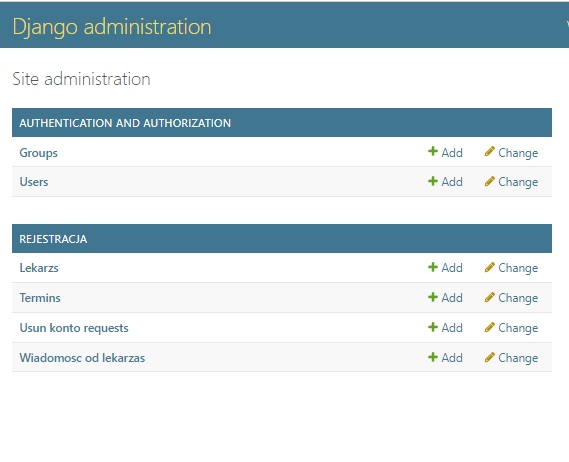 Django administration
Site administration
AUTHENTICATION AND AUTHORIZATION
Groups Add Change
Users Add Change
REJESTRACJA
Lekarzs Add Change
Termins Add Change
Usun konto requests Add Change
Wiadomosc od lekarzas Add Change